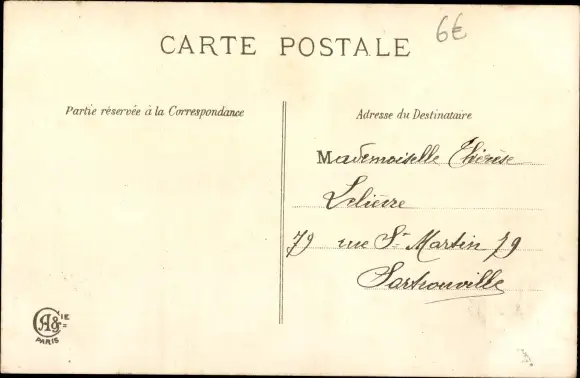 6€
CARTE POSTALE
Partie réservée à la Correspondance
Adresse du Destinataire
Mademoiselle Thérèse
Lelièvre
79 rue St Martin 79
Sartrouville
A & CIE
PARIS